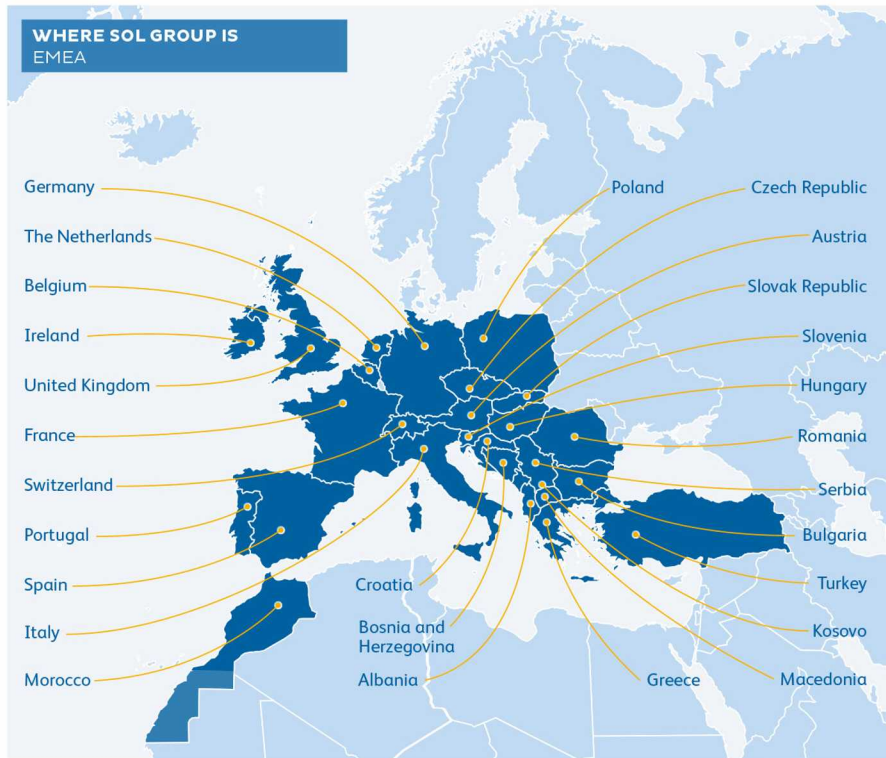 WHERE SOL GROUP IS
EMEA
Germany
The Netherlands
Belgium
Ireland
United Kingdom
France
Switzerland
Portugal
Spain
Italy
Morocco
Croatia
Bosnia and
Herzegovina
Albania
Greece
Poland
Czech Republic
Austria
Slovak Republic
Slovenia
Hungary
Romania
Serbia
Bulgaria
Turkey
Kosovo
Macedonia